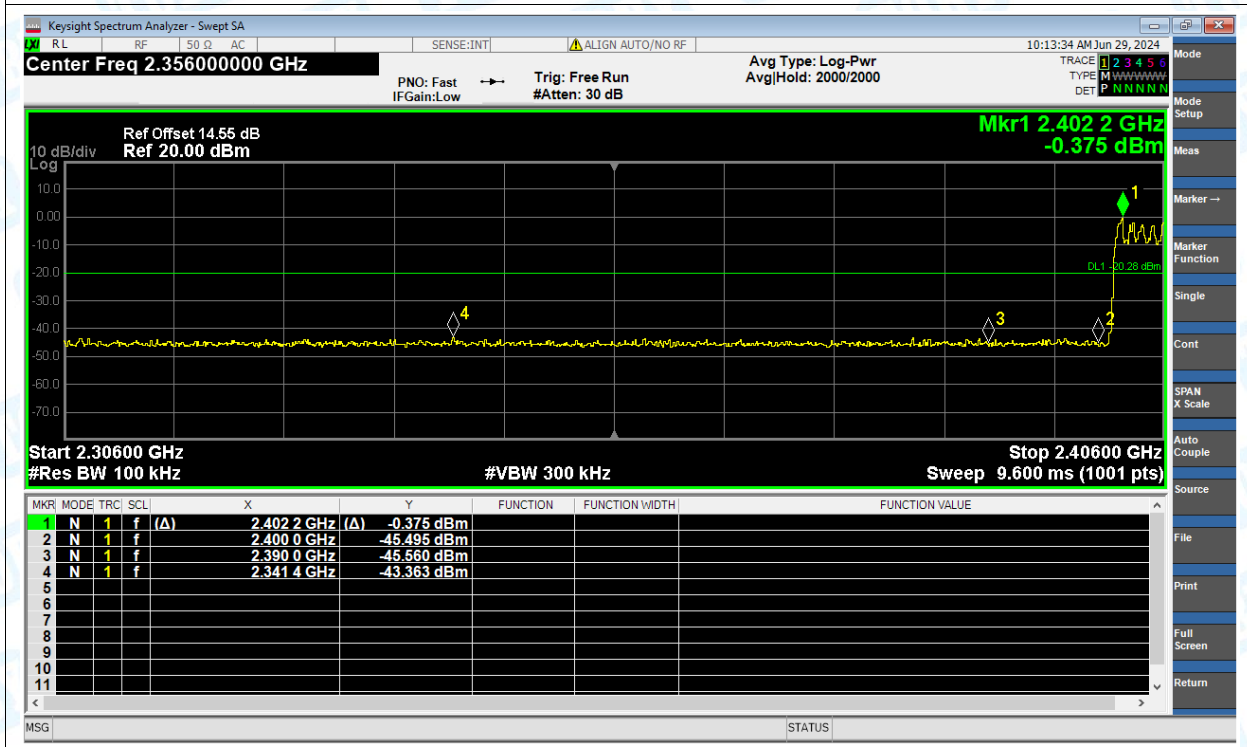 Keysight Spectrum Analyzer - Swept SA
LXI RL RF 50 Ω AC SENSE:INT ALIGN AUTO/NO RF 10:13:34 AM Jun 29, 2024
Center Freq 2.356000000 GHz
PNO: Fast
IFGain:Low
Trig: Free Run
#Atten: 30 dB
Avg Type: Log-Pwr
Avg|Hold: 2000/2000
TRACE 1 2 3 4 5 6
TYPE M WWWWW
DET P N N N N N
Mkr1 2.402 2 GHz
-0.375 dBm
Ref Offset 14.55 dB
10 dB/div Ref 20.00 dBm
Log
10.0
0.00
-10.0
-20.0
-30.0
-40.0
-50.0
-60.0
-70.0
1
DL1 -20.28 dBm
4
3
2
Start 2.30600 GHz Stop 2.40600 GHz
#Res BW 100 kHz #VBW 300 kHz Sweep 9.600 ms (1001 pts)
MKR MODE TRC SCL X Y FUNCTION FUNCTION WIDTH FUNCTION VALUE
1 N 1 f (Δ) 2.402 2 GHz (Δ) -0.375 dBm
2 N 1 f 2.400 0 GHz -45.495 dBm
3 N 1 f 2.390 0 GHz -45.560 dBm
4 N 1 f 2.341 4 GHz -43.363 dBm
5
6
7
8
9
10
11
MSG STATUS
Mode
Mode
Setup
Meas
Marker →
Marker
Function
Single
Cont
SPAN
X Scale
Auto
Couple
Source
File
Print
Full
Screen
Return